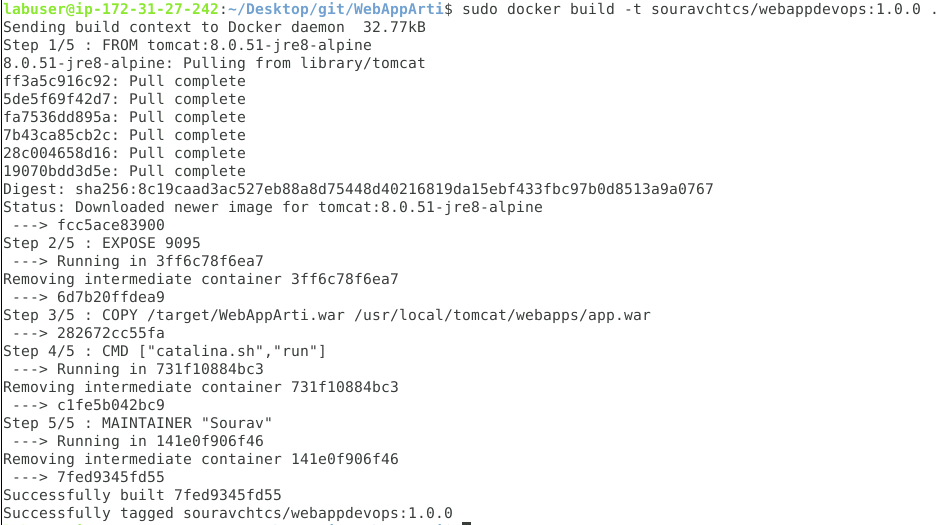 labuser@ip-172-31-27-242:~/Desktop/git/WebAppArti$ sudo docker build -t souravchtcs/webappdevops:1.0.0 .
Sending build context to Docker daemon  32.77kB
Step 1/5 : FROM tomcat:8.0.51-jre8-alpine
8.0.51-jre8-alpine: Pulling from library/tomcat
ff3a5c916c92: Pull complete
5de5f69f42d7: Pull complete
fa7536dd895a: Pull complete
7b43ca85cb2c: Pull complete
28c004658d16: Pull complete
19070bdd3d5e: Pull complete
Digest: sha256:8c19caad3ac527eb88a8d75448d40216819da15ebf433fbc97b0d8513a9a0767
Status: Downloaded newer image for tomcat:8.0.51-jre8-alpine
 ---> fcc5ace83900
Step 2/5 : EXPOSE 9095
 ---> Running in 3ff6c78f6ea7
Removing intermediate container 3ff6c78f6ea7
 ---> 6d7b20ffdea9
Step 3/5 : COPY /target/WebAppArti.war /usr/local/tomcat/webapps/app.war
 ---> 282672cc55fa
Step 4/5 : CMD ["catalina.sh","run"]
 ---> Running in 731f10884bc3
Removing intermediate container 731f10884bc3
 ---> c1fe5b042bc9
Step 5/5 : MAINTAINER "Sourav"
 ---> Running in 141e0f906f46
Removing intermediate container 141e0f906f46
 ---> 7fed9345fd55
Successfully built 7fed9345fd55
Successfully tagged souravchtcs/webappdevops:1.0.0